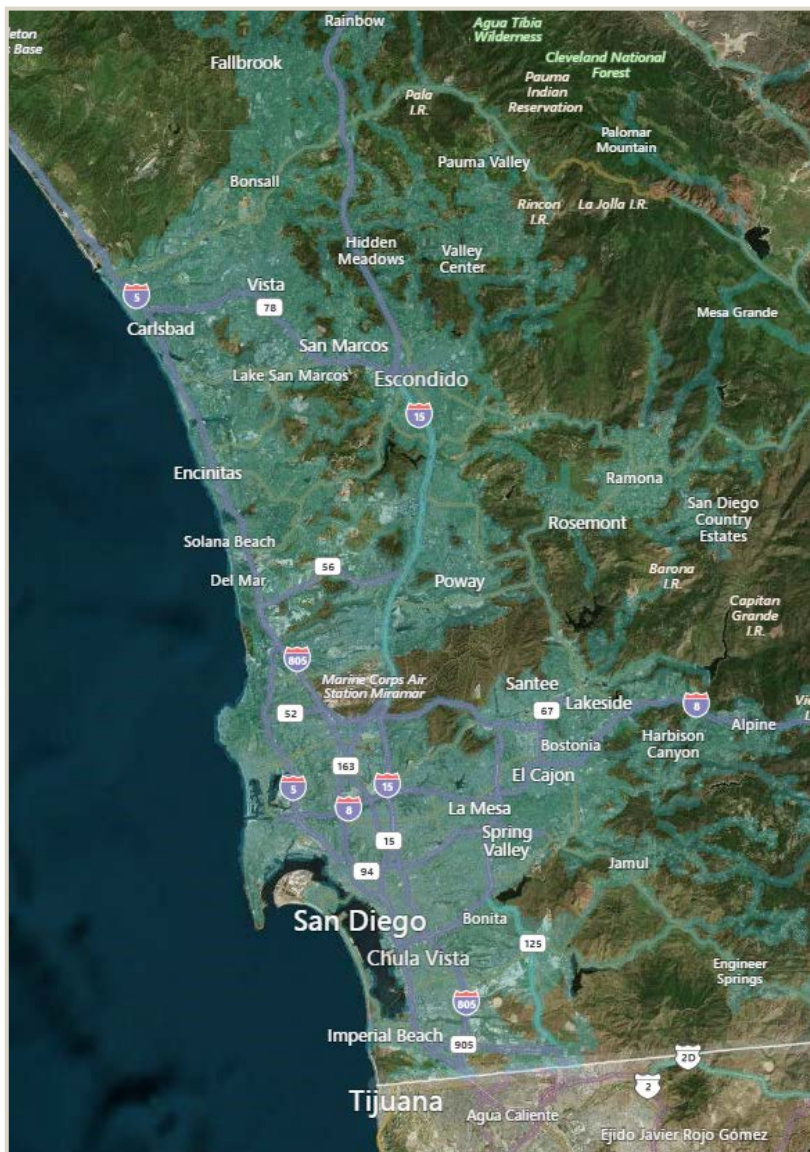 Rainbow
Agua Tibia
Wilderness
eton
s Base
Fallbrook
Cleveland National
Forest
Pala
I.R.
Pauma
Indian
Reservation
Palomar
Mountain
Pauma Valley
Bonsall
Rincon
I.R.
La Jolla I.R.
Hidden
Meadows
Valley
Center
5
Vista
78
Mesa Grande
Carlsbad
San Marcos
Lake San Marcos
Escondido
15
Encinitas
Ramona
San Diego
Country
Estates
Rosemont
Solana Beach
56
Del Mar
Poway
Barona
I.R.
Capitan
Grande
I.R.
805
Marine Corps Air
Station Miramar
Santee
67
Lakeside
8
Vi
52
Alpine
Bostonia
Harbison
Canyon
163
El Cajon
5
15
8
La Mesa
15
Spring
Valley
94
Jamul
San Diego
Bonita
125
Chula Vista
Engineer
Springs
805
Imperial Beach
905
2D
2
Tijuana
Agua Caliente
Ejido Javier Rojo Gómez